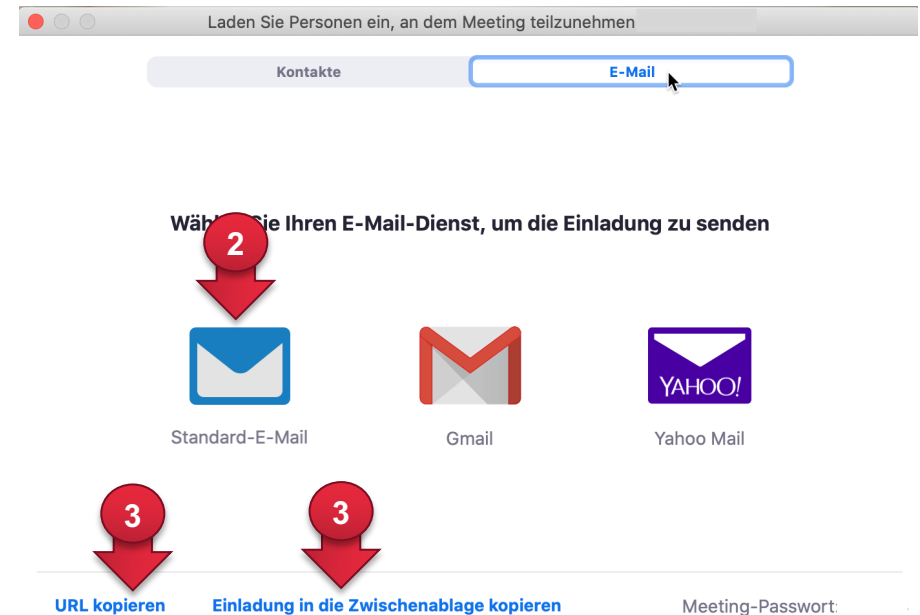 Laden Sie Personen ein, an dem Meeting teilzunehmen
Kontakte
E-Mail
Sie Ihren E-Mail-Dienst, um die Einladung zu senden
2
YAHOO!
Standard-E-Mail
Gmail
Yahoo Mail
3
3
URL kopieren
Einladung in die Zwischenablage kopieren
Meeting-Passwort: